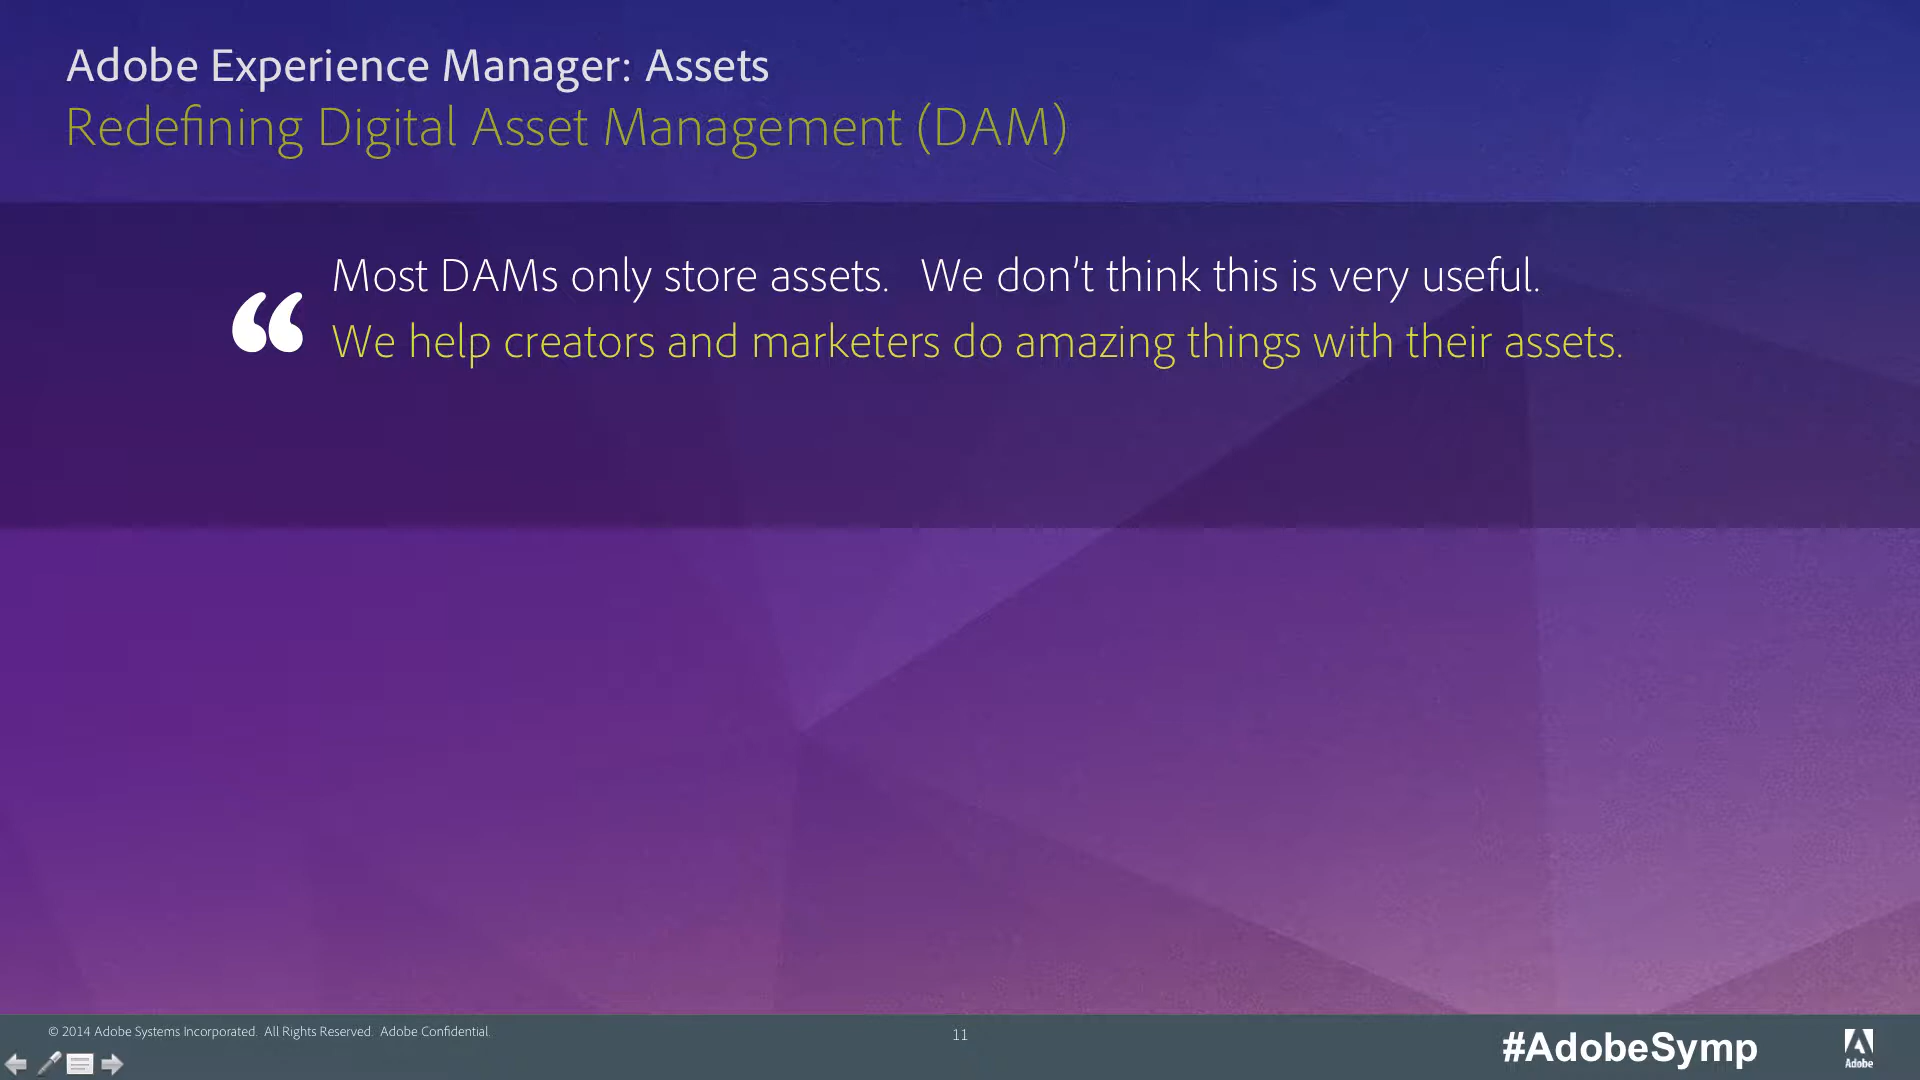 Adobe Experience Manager: Assets
Redefining Digital Asset Management (DAM)
“
Most DAMs only store assets.  We don't think this is very useful.
We help creators and marketers do amazing things with their assets.
© 2014 Adobe Systems Incorporated.  All Rights Reserved.  Adobe Confidential.
11
#AdobeSymp
Adobe